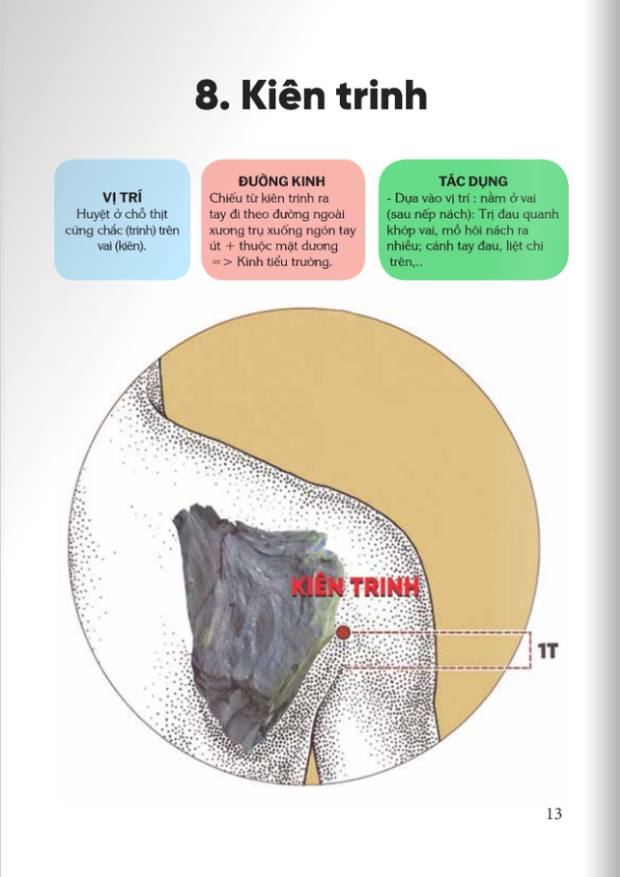 8. Kiên trinh
VỊ TRÍ
Huyệt ở chỗ thịt
cứng chắc (trinh) trên
vai (kiên).
ĐƯỜNG KINH
Chiếu từ kiên trinh ra
tay đi theo đường ngoài
xương trụ xuống ngón tay
út + thuộc mặt dương
=> Kinh tiểu trường.
TÁC DỤNG
- Dựa vào vị trí : nằm ở vai
(sau nếp nách): Trị đau quanh
khớp vai, mồ hôi nách ra
nhiều; cánh tay đau, liệt chi
trên,..
KIÊN TRINH
1T
13